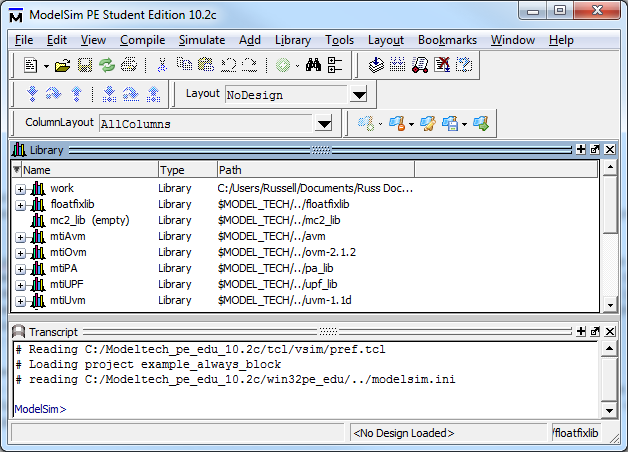 ModelSim PE Student Edition 10.2c
File Edit View Compile Simulate Add Library Tools Layout Bookmarks Window Help
Layout NoDesign
ColumnLayout AllColumns
Library
Name Type Path
work Library C:/Users/Russell/Documents/Russ Doc...
floatfixlib Library $MODEL_TECH/../floatfixlib
mc2_lib (empty) Library $MODEL_TECH/../mc2_lib
mtiAvm Library $MODEL_TECH/../avm
mtiOvm Library $MODEL_TECH/../ovm-2.1.2
mtiPA Library $MODEL_TECH/../pa_lib
mtiUPF Library $MODEL_TECH/../upf_lib
mtiUvm Library $MODEL_TECH/../uvm-1.1d
Transcript
# Reading C:/Modeltech_pe_edu_10.2c/tcl/vsim/pref.tcl
# Loading project example_always_block
# reading C:/Modeltech_pe_edu_10.2c/win32pe_edu/../modelsim.ini
ModelSim>
<No Design Loaded> /floatfixlib